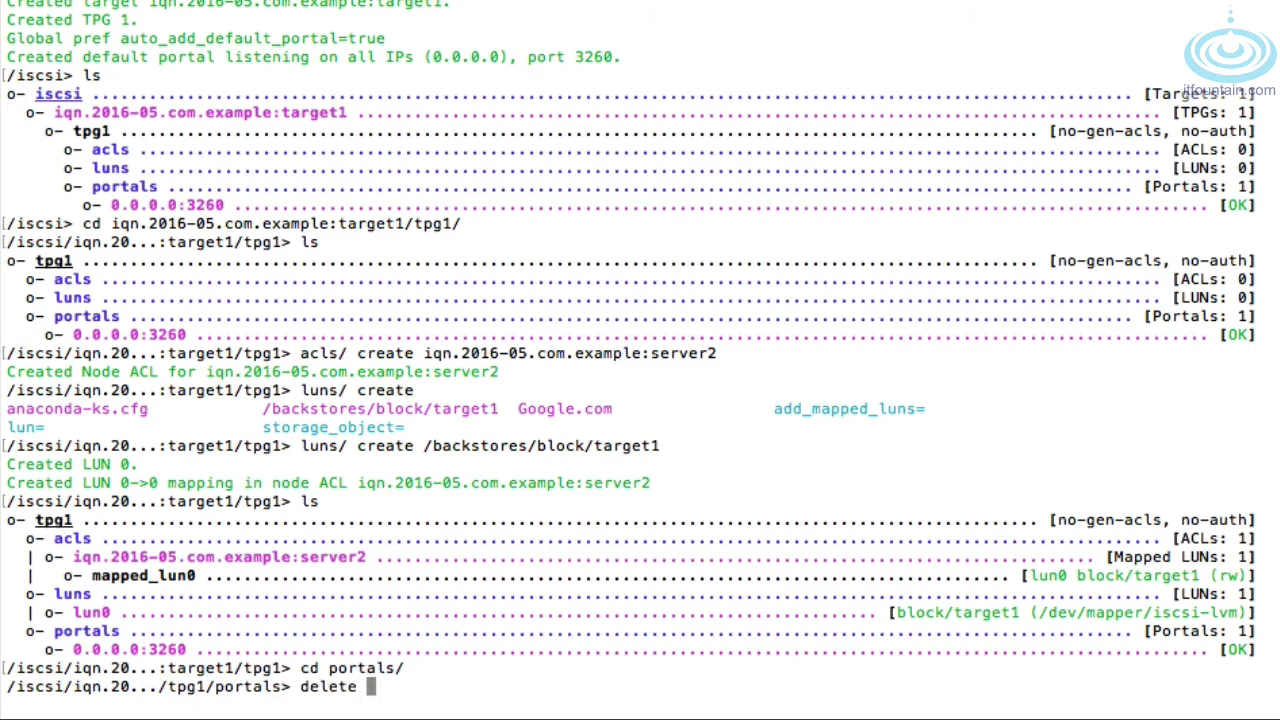 Created target iqn.2016-05.com.example:target1.
Created TPG 1.
Global pref auto_add_default_portal=true
Created default portal listening on all IPs (0.0.0.0), port 3260.
[/iscsi> ls
o- iscsi ................................................................................................................ [Targets: 1]
itfountain.com
o- iqn.2016-05.com.example:target1 ..................................................................................... [TPGs: 1]
o- tpg1 ................................................................................................. [no-gen-acls, no-auth]
o- acls ............................................................................................................ [ACLs: 0]
o- luns ............................................................................................................ [LUNs: 0]
o- portals ...................................................................................................... [Portals: 1]
o- 0.0.0.0:3260 ....................................................................................................... [OK]
[/iscsi> cd iqn.2016-05.com.example:target1/tpg1/
[/iscsi/iqn.20...:target1/tpg1> ls
o- tpg1 ..................................................................................................... [no-gen-acls, no-auth]
o- acls ................................................................................................................ [ACLs: 0]
o- luns ................................................................................................................ [LUNs: 0]
o- portals .......................................................................................................... [Portals: 1]
o- 0.0.0.0:3260 ........................................................................................................... [OK]
[/iscsi/iqn.20...:target1/tpg1> acls/ create iqn.2016-05.com.example:server2
Created Node ACL for iqn.2016-05.com.example:server2
/iscsi/iqn.20...:target1/tpg1> luns/ create
anaconda-ks.cfg /backstores/block/target1 Google.com add_mapped_luns=
lun= storage_object=
[/iscsi/iqn.20...:target1/tpg1> luns/ create /backstores/block/target1
Created LUN 0.
Created LUN 0->0 mapping in node ACL iqn.2016-05.com.example:server2
[/iscsi/iqn.20...:target1/tpg1> ls
o- tpg1 ..................................................................................................... [no-gen-acls, no-auth]
o- acls ................................................................................................................ [ACLs: 1]
| o- iqn.2016-05.com.example:server2 ............................................................................ [Mapped LUNs: 1]
| o- mapped_lun0 ..................................................................................... [lun0 block/target1 (rw)]
o- luns ................................................................................................................ [LUNs: 1]
| o- lun0 ................................................................................ [block/target1 (/dev/mapper/iscsi-lvm)]
o- portals .......................................................................................................... [Portals: 1]
o- 0.0.0.0:3260 ........................................................................................................... [OK]
[/iscsi/iqn.20...:target1/tpg1> cd portals/
/iscsi/iqn.20.../tpg1/portals> delete